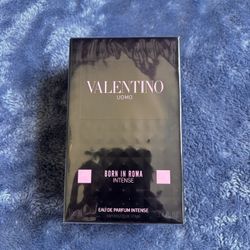 VALENTINO
UOMO
BORN IN ROMA
INTENSE
EAU DE PARFUM INTENSE